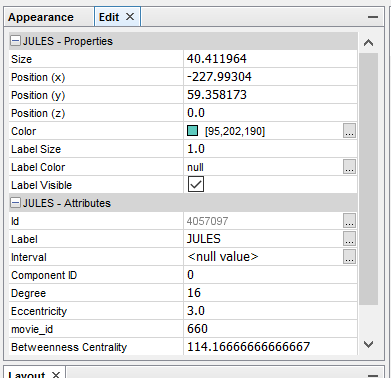 Appearance Edit
JULES - Properties
Size 40.411964
Position (x) -227.99304
Position (y) 59.358173
Position (z) 0.0
Color [95,202,190] ...
Label Size 1.0
Label Color null ...
Label Visible
JULES - Attributes
Id 4057097 ...
Label JULES ...
Interval <null value> ...
Component ID 0
Degree 16
Eccentricity 3.0
movie_id 660
Betweenness Centrality 114.16666666666667
Layout